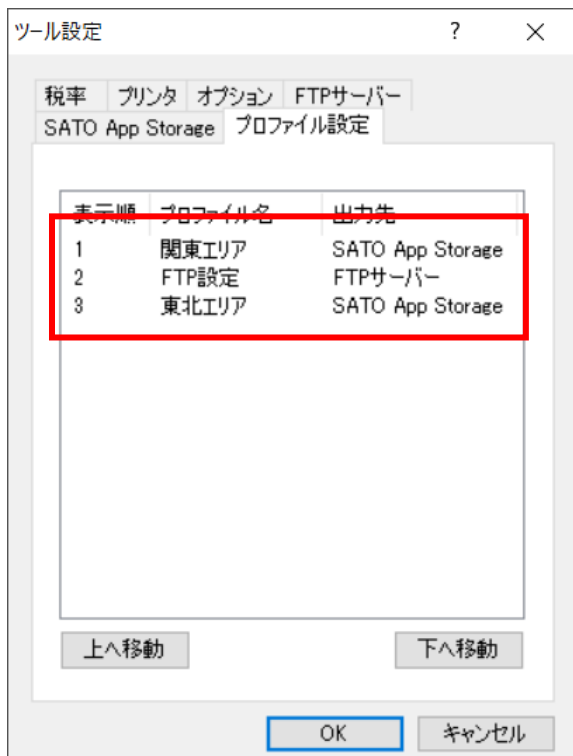 ツール設定 ?
税率 プリンタ オプション FTPサーバー
SATO App Storage プロファイル設定
表示順 プロファイル名 出力先
1 関東エリア SATO App Storage
2 FTP設定 FTPサーバー
3 東北エリア SATO App Storage
上へ移動 下へ移動
OK キャンセル